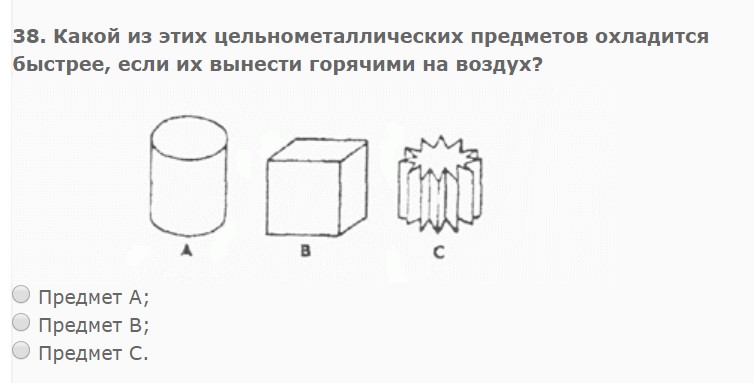 38. Какой из этих цельнометаллических предметов охладится
быстрее, если их вынести горячими на воздух?
A B C
Предмет А;
Предмет В;
Предмет С.